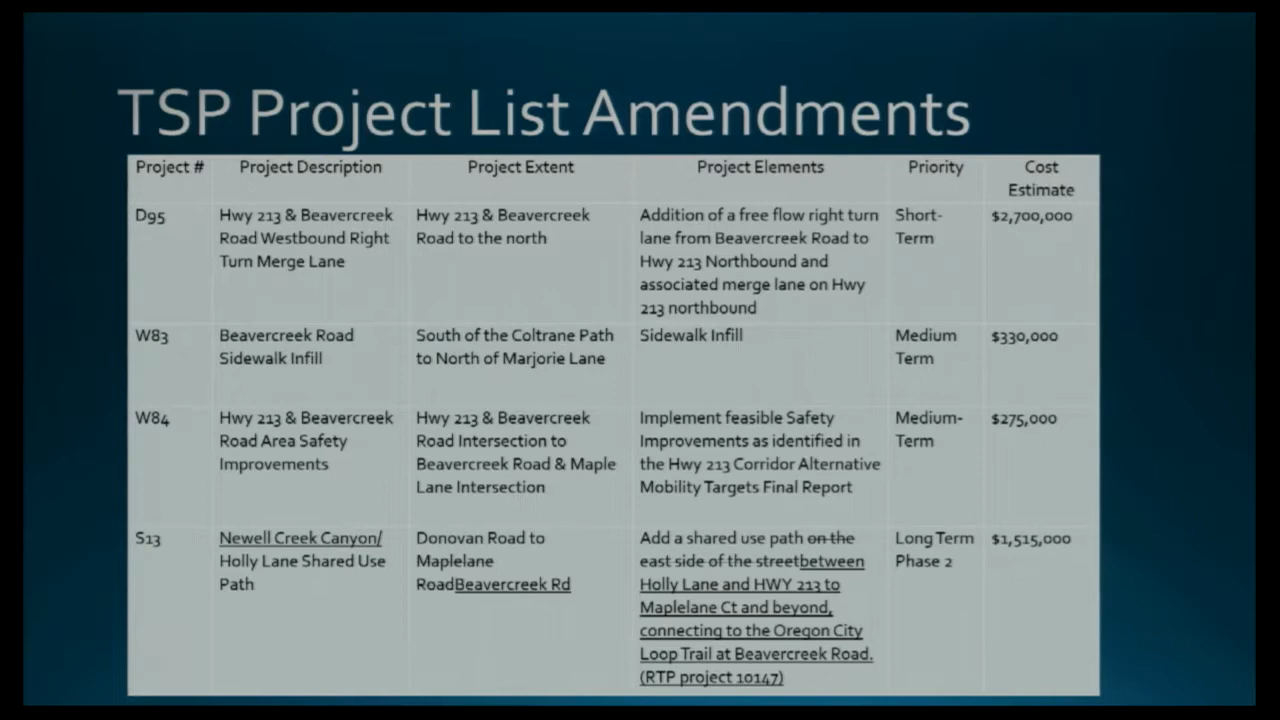 TSP Project List Amendments
Project # Project Description Project Extent Project Elements Priority Cost
Estimate
D95 Hwy 213 & Beavercreek Hwy 213 & Beavercreek Addition of a free flow right turn Short- $2,700,000
Road Westbound Right Road to the north lane from Beavercreek Road to Term
Turn Merge Lane Hwy 213 Northbound and
associated merge lane on Hwy
213 northbound
W83 Beavercreek Road South of the Coltrane Path Sidewalk Infill Medium $330,000
Sidewalk Infill to North of Marjorie Lane Term
W84 Hwy 213 & Beavercreek Hwy 213 & Beavercreek Implement feasible Safety Medium- $275,000
Road Area Safety Road Intersection to Improvements as identified in Term
Improvements Beavercreek Road & Maple the Hwy 213 Corridor Alternative
Lane Intersection Mobility Targets Final Report
S13 Newell Creek Canyon/ Donovan Road to Add a shared use path on the Long Term $1,515,000
Holly Lane Shared Use Maplelane east side of the streetbetween Phase 2
Path RoadBeavercreek Rd Holly Lane and HWY 213 to
Maplelane Ct and beyond,
connecting to the Oregon City
Loop Trail at Beavercreek Road.
(RTP project 10147)